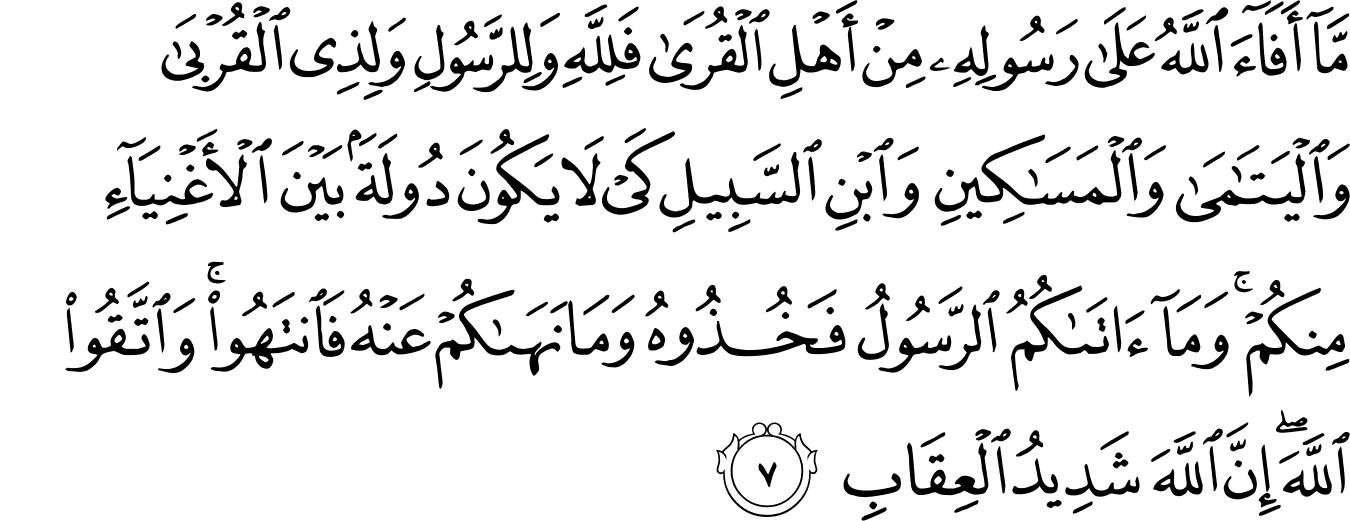 مَّآ أَفَآءَ ٱللَّهُ عَلَىٰ رَسُولِهِۦ مِنۡ أَهۡلِ ٱلۡقُرَىٰ فَلِلَّهِ وَلِلرَّسُولِ وَلِذِى ٱلۡقُرۡبَىٰ
وَٱلۡيَتَـٰمَىٰ وَٱلۡمَسَـٰكِينِ وَٱبۡنِ ٱلسَّبِيلِ كَىۡ لَا يَكُونَ دُولَةَۢ بَيۡنَ ٱلۡأَغۡنِيَآءِ
مِنكُمۡۚ وَمَآ ءَاتَىٰكُمُ ٱلرَّسُولُ فَخُـــذُوهُ وَمَا نَهَىٰكُمۡ عَنۡهُ فَٱنتَهُواْۚ وَٱتَّقُواْ
ٱللَّهَۖ إِنَّ ٱللَّهَ شَدِيدُ ٱلۡعِقَابِ ٧